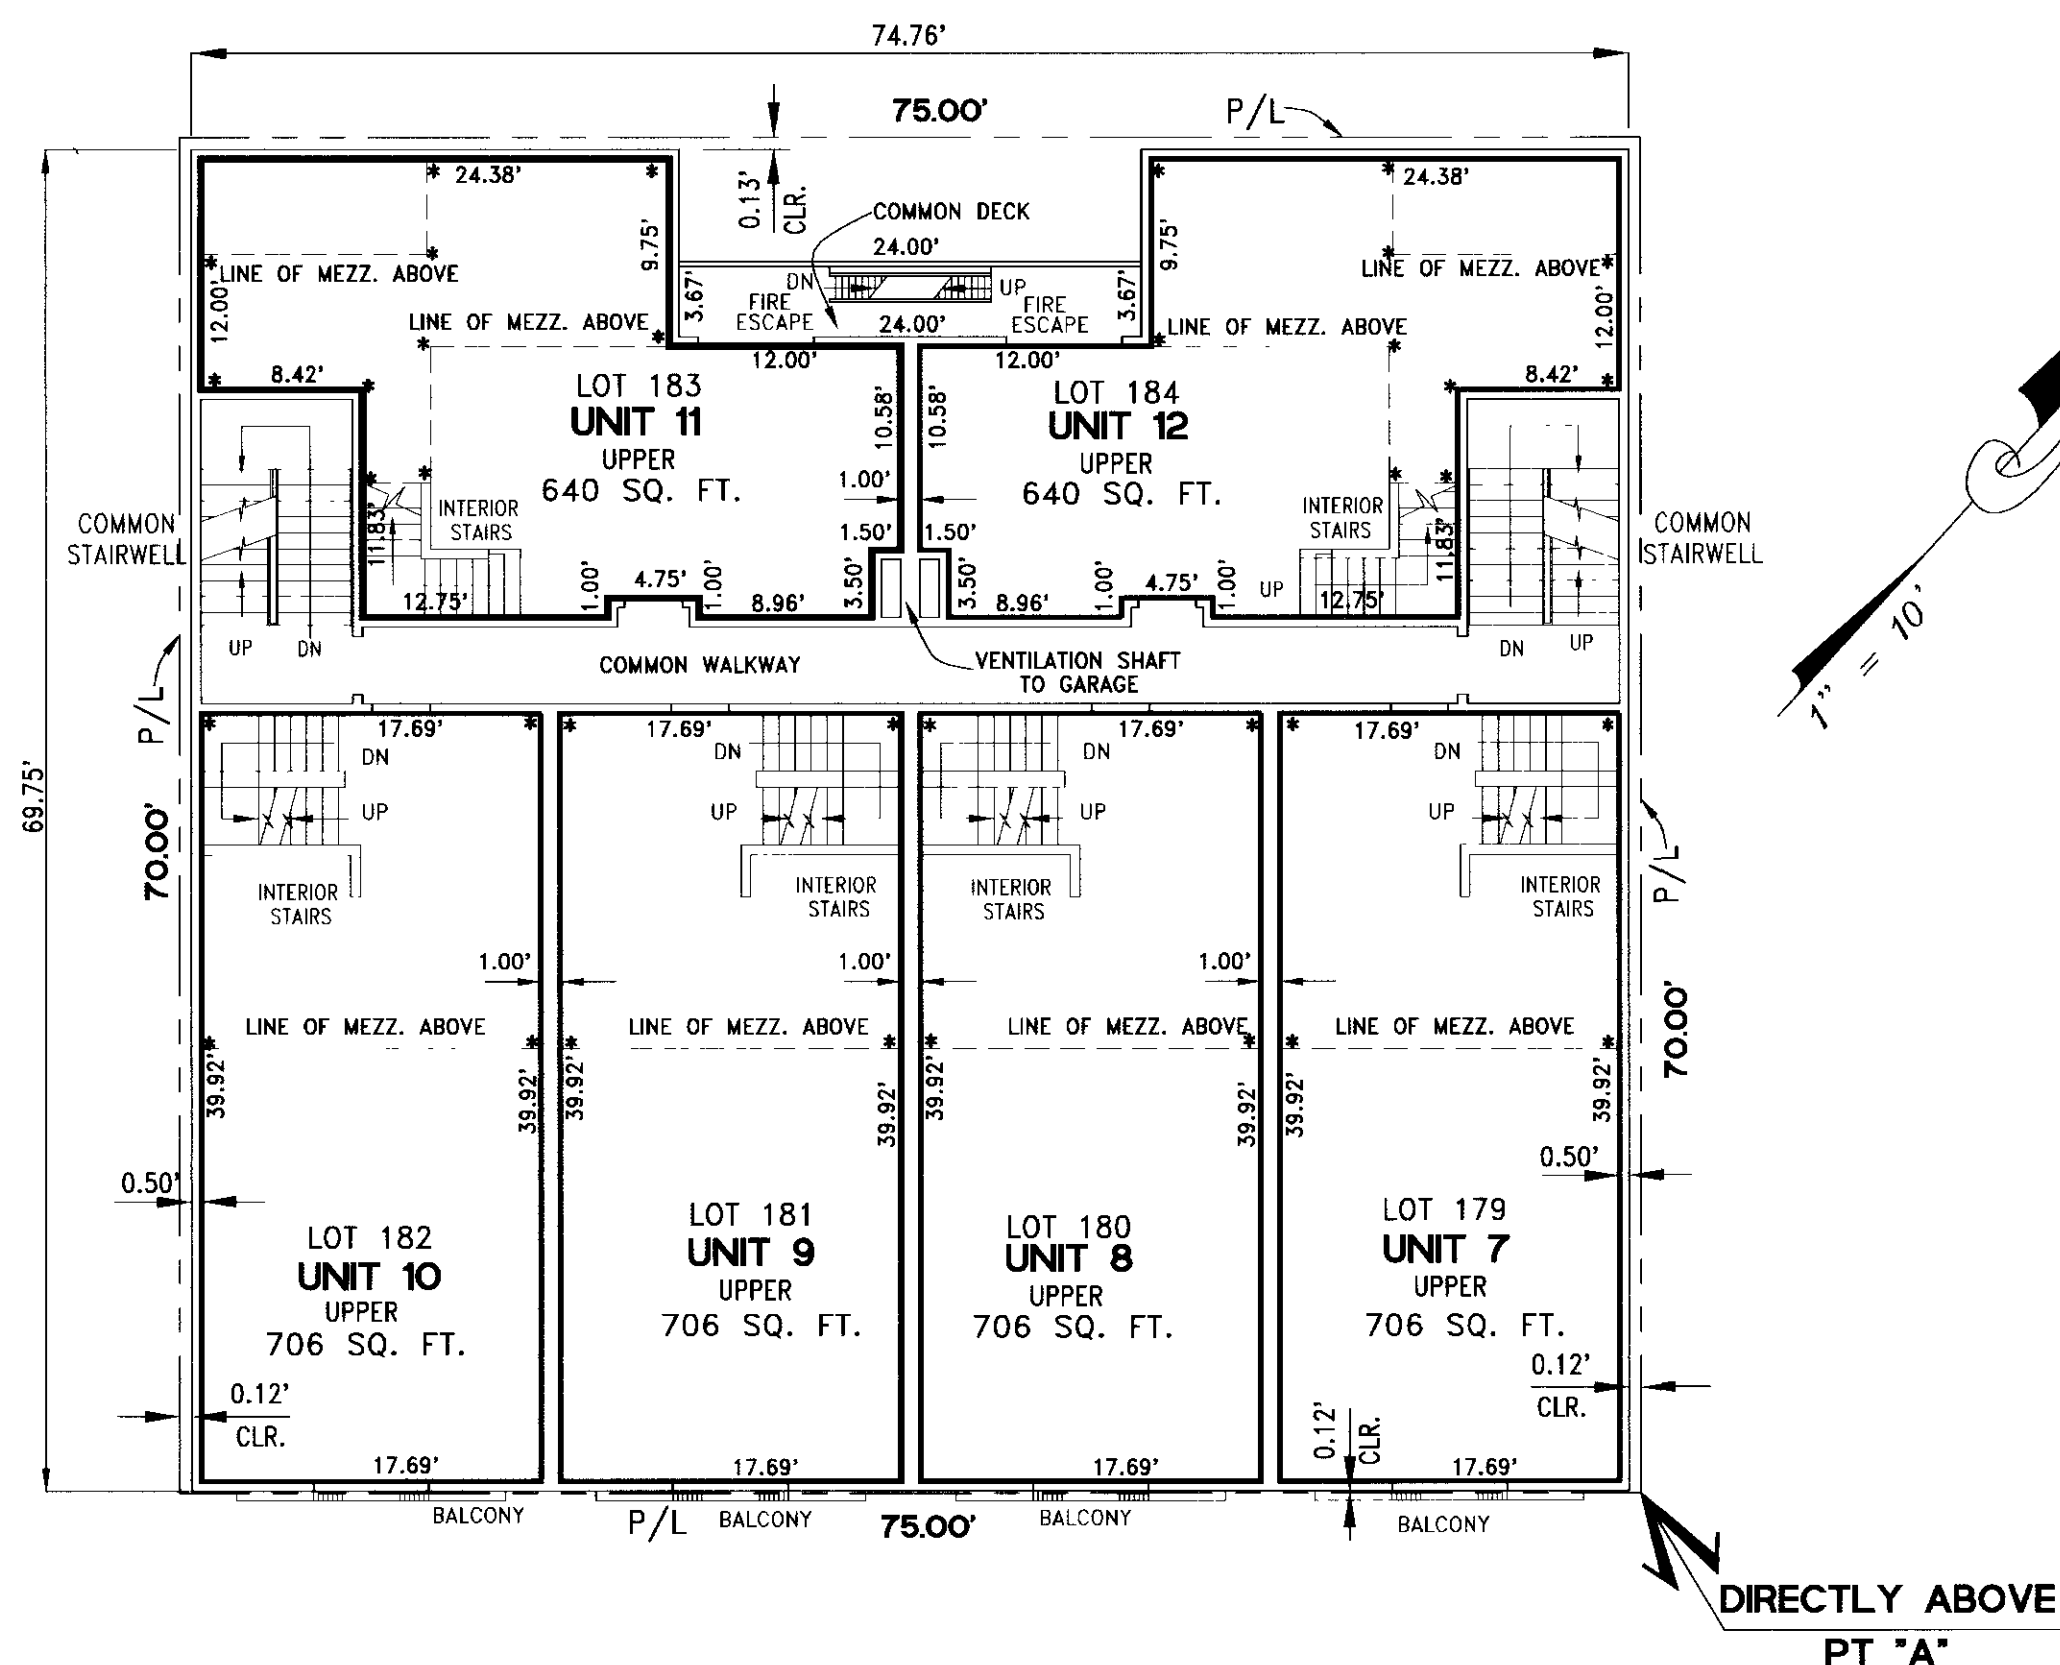 74.76'
75.00'
P/L
24.38'
0.13'
CLR.
24.38'
COMMON DECK
24.00'
9.75'
9.75'
LINE OF MEZZ. ABOVE
LINE OF MEZZ. ABOVE
12.00'
12.00'
3.67'
DN
UP
3.67'
FIRE
ESCAPE
FIRE
ESCAPE
24.00'
LINE OF MEZZ. ABOVE
LINE OF MEZZ. ABOVE
12.00'
12.00'
8.42'
8.42'
LOT 183
UNIT 11
UPPER
640 SQ. FT.
10.58'
10.58'
LOT 184
UNIT 12
UPPER
640 SQ. FT.
1.00'
1.50'
1.50'
INTERIOR
STAIRS
INTERIOR
STAIRS
COMMON
STAIRWELL
COMMON
STAIRWELL
11.83'
11.83'
12.75'
1.00'
4.75'
1.00'
8.96'
3.50'
3.50'
8.96'
1.00'
4.75'
1.00'
UP
12.75'
UP
DN
DN
UP
COMMON WALKWAY
VENTILATION SHAFT
TO GARAGE
1" = 10'
P/L
69.75'
70.00'
17.69'
17.69'
17.69'
17.69'
DN
DN
DN
DN
UP
UP
UP
UP
INTERIOR
STAIRS
INTERIOR
STAIRS
INTERIOR
STAIRS
INTERIOR
STAIRS
P/L
70.00'
1.00'
1.00'
1.00'
LINE OF MEZZ. ABOVE
LINE OF MEZZ. ABOVE
LINE OF MEZZ. ABOVE
LINE OF MEZZ. ABOVE
39.92'
39.92'
39.92'
39.92'
39.92'
39.92'
39.92'
39.92'
0.50'
0.50'
LOT 182
UNIT 10
UPPER
706 SQ. FT.
LOT 181
UNIT 9
UPPER
706 SQ. FT.
LOT 180
UNIT 8
UPPER
706 SQ. FT.
LOT 179
UNIT 7
UPPER
706 SQ. FT.
0.12'
CLR.
0.12'
CLR.
0.12'
CLR.
17.69'
17.69'
17.69'
17.69'
BALCONY
P/L
BALCONY
75.00'
BALCONY
BALCONY
DIRECTLY ABOVE
PT "A"